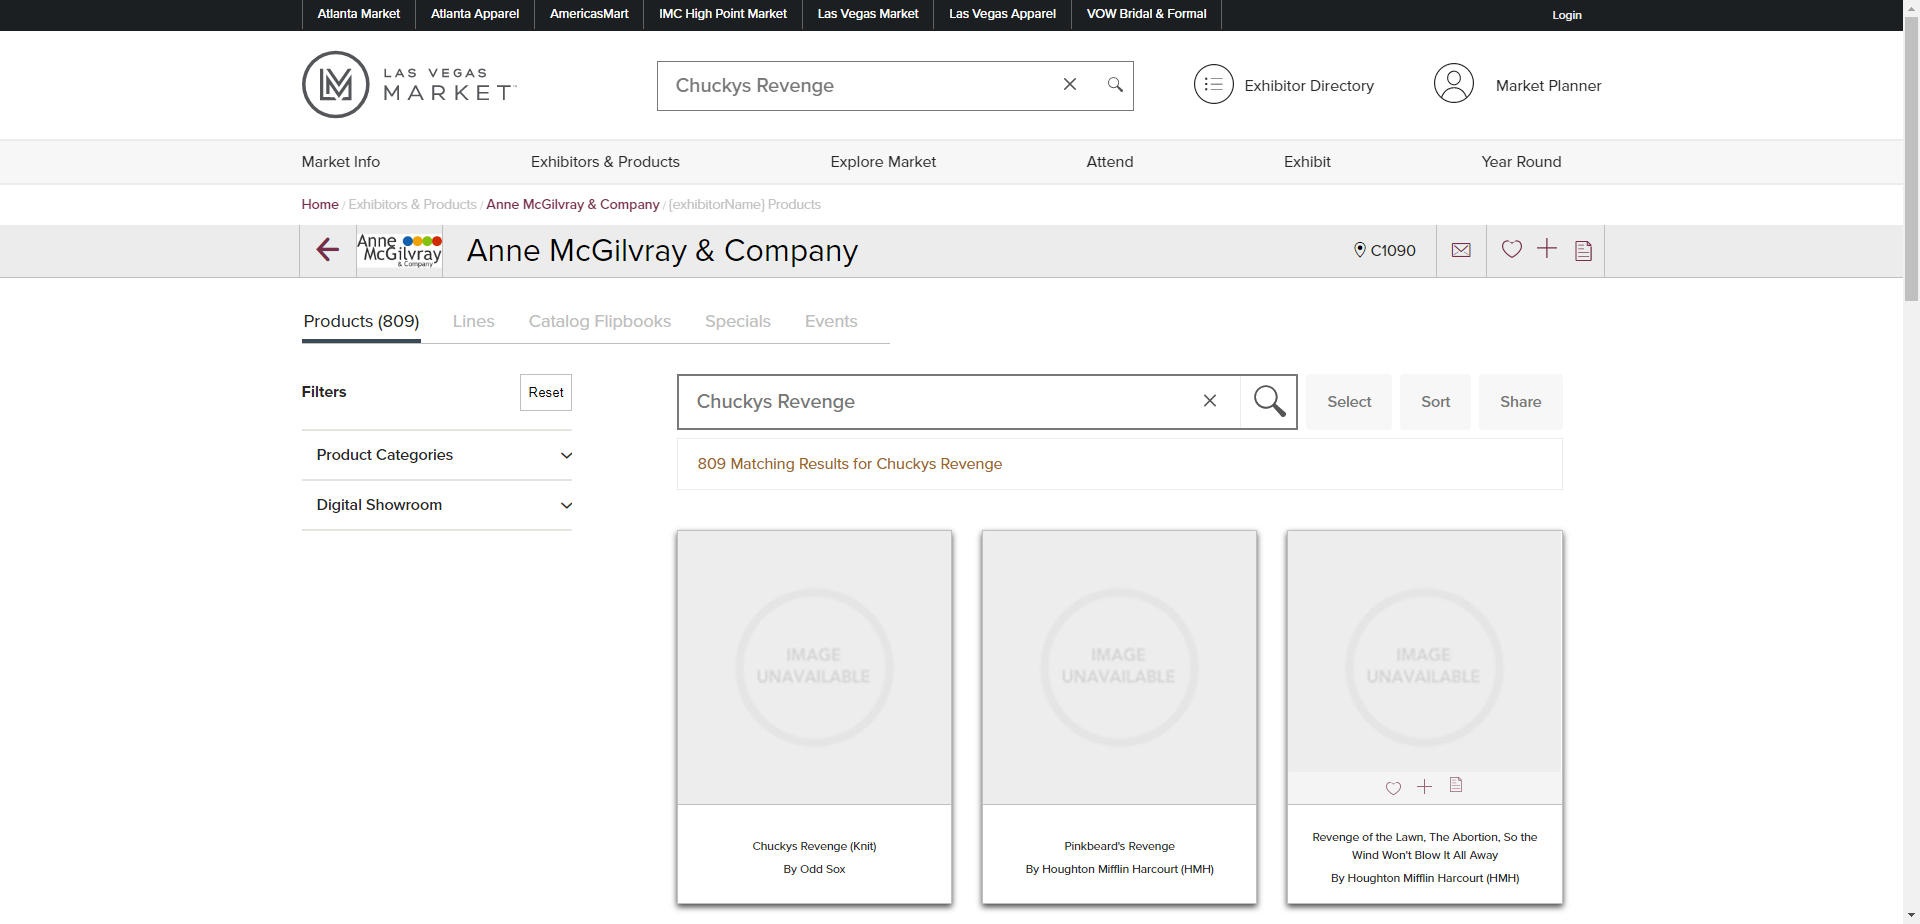 Atlanta Market
Atlanta Apparel
AmericasMart
IMC High Point Market
Las Vegas Market
Las Vegas Apparel
VOW Bridal & Formal
Login
LAS VEGAS
MARKET
Chuckys Revenge
Exhibitor Directory
Market Planner
Market Info
Exhibitors & Products
Explore Market
Attend
Exhibit
Year Round
Home / Exhibitors & Products / Anne McGilvray & Company / {exhibitorName} Products
Anne
McGilvray
& Company
Anne McGilvray & Company
C1090
Products (809)
Lines
Catalog Flipbooks
Specials
Events
Filters
Reset
Chuckys Revenge
Select
Sort
Share
Product Categories
809 Matching Results for Chuckys Revenge
Digital Showroom
IMAGE
UNAVAILABLE
IMAGE
UNAVAILABLE
IMAGE
UNAVAILABLE
Chuckys Revenge (Knit)
By Odd Sox
Pinkbeard's Revenge
By Houghton Mifflin Harcourt (HMH)
Revenge of the Lawn, The Abortion, So the
Wind Won't Blow It All Away
By Houghton Mifflin Harcourt (HMH)